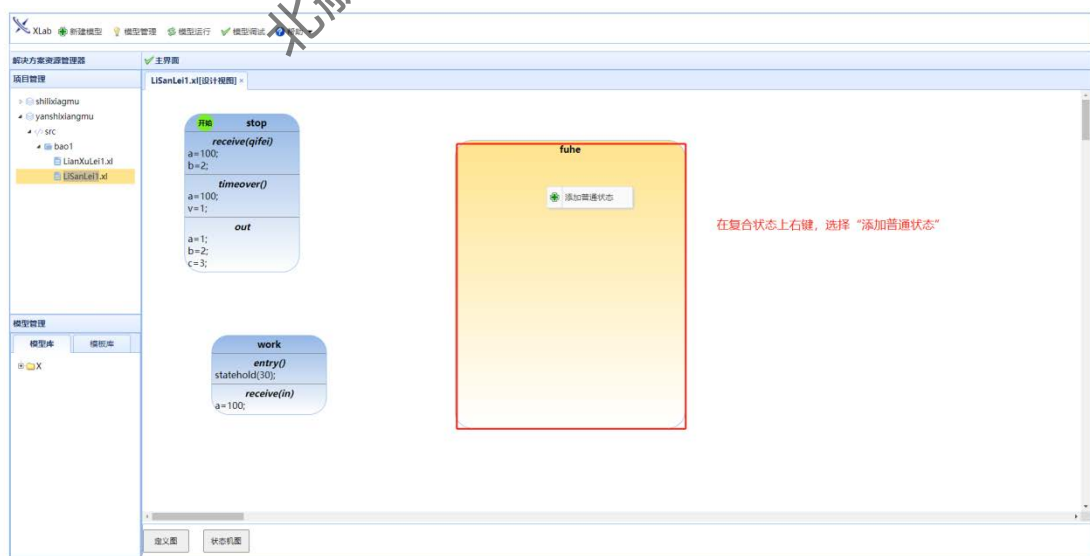 XLab 新建模型 模型管理 模型运行 模型调试 帮助
解决方案资源管理器
主界面
项目管理
LiSanLei1.xl[设计视图] ×
shilixiagmu
yanshixiangmu
src
bao1
LianXuLei1.xl
LiSanLei1.xl
开始 stop
receive(qifei)
a=100;
b=2;
timeover()
a=100;
v=1;
out
a=1;
b=2;
c=3;
fuhe
添加普通状态
在复合状态上右键，选择“添加普通状态”
模型管理
模型库 模板库
X
work
entry()
statehold(30);
receive(in)
a=100;
定义图 状态机图